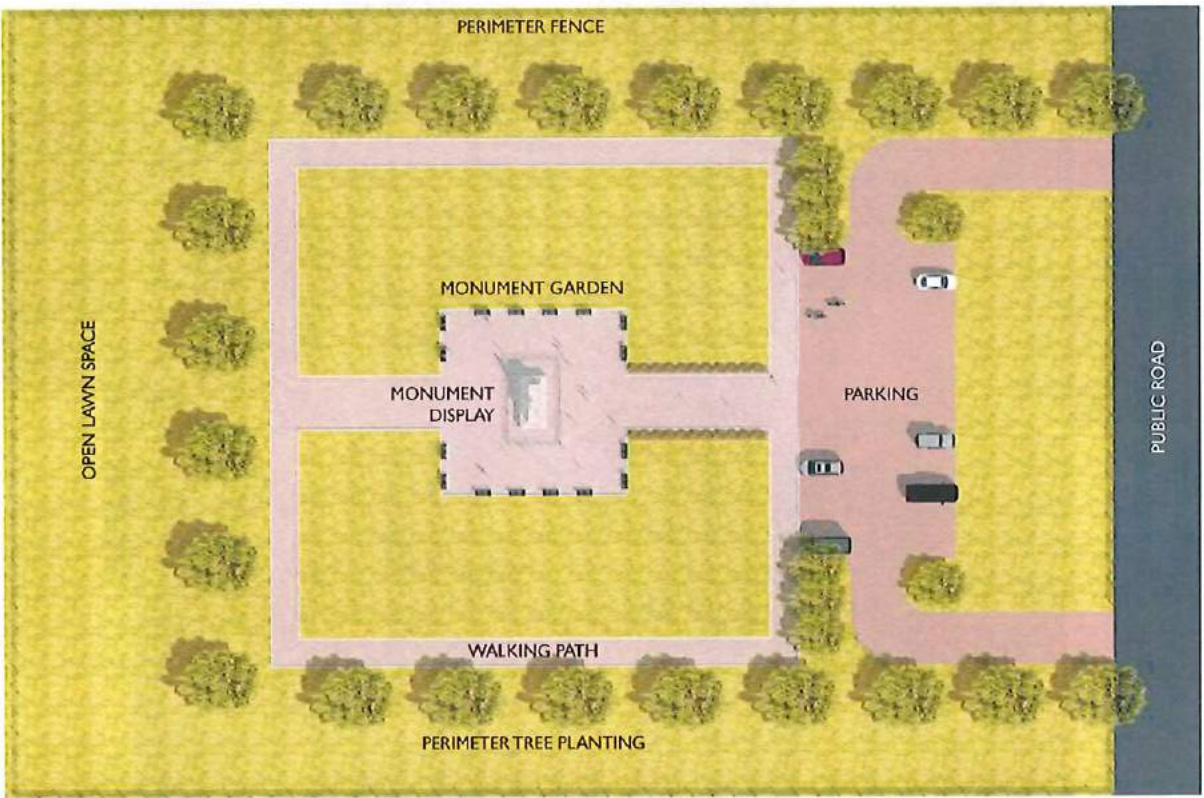 PERIMETER FENCE
MONUMENT GARDEN
MONUMENT
DISPLAY
OPEN LAWN SPACE
PARKING
PUBLIC ROAD
WALKING PATH
PERIMETER TREE PLANTING